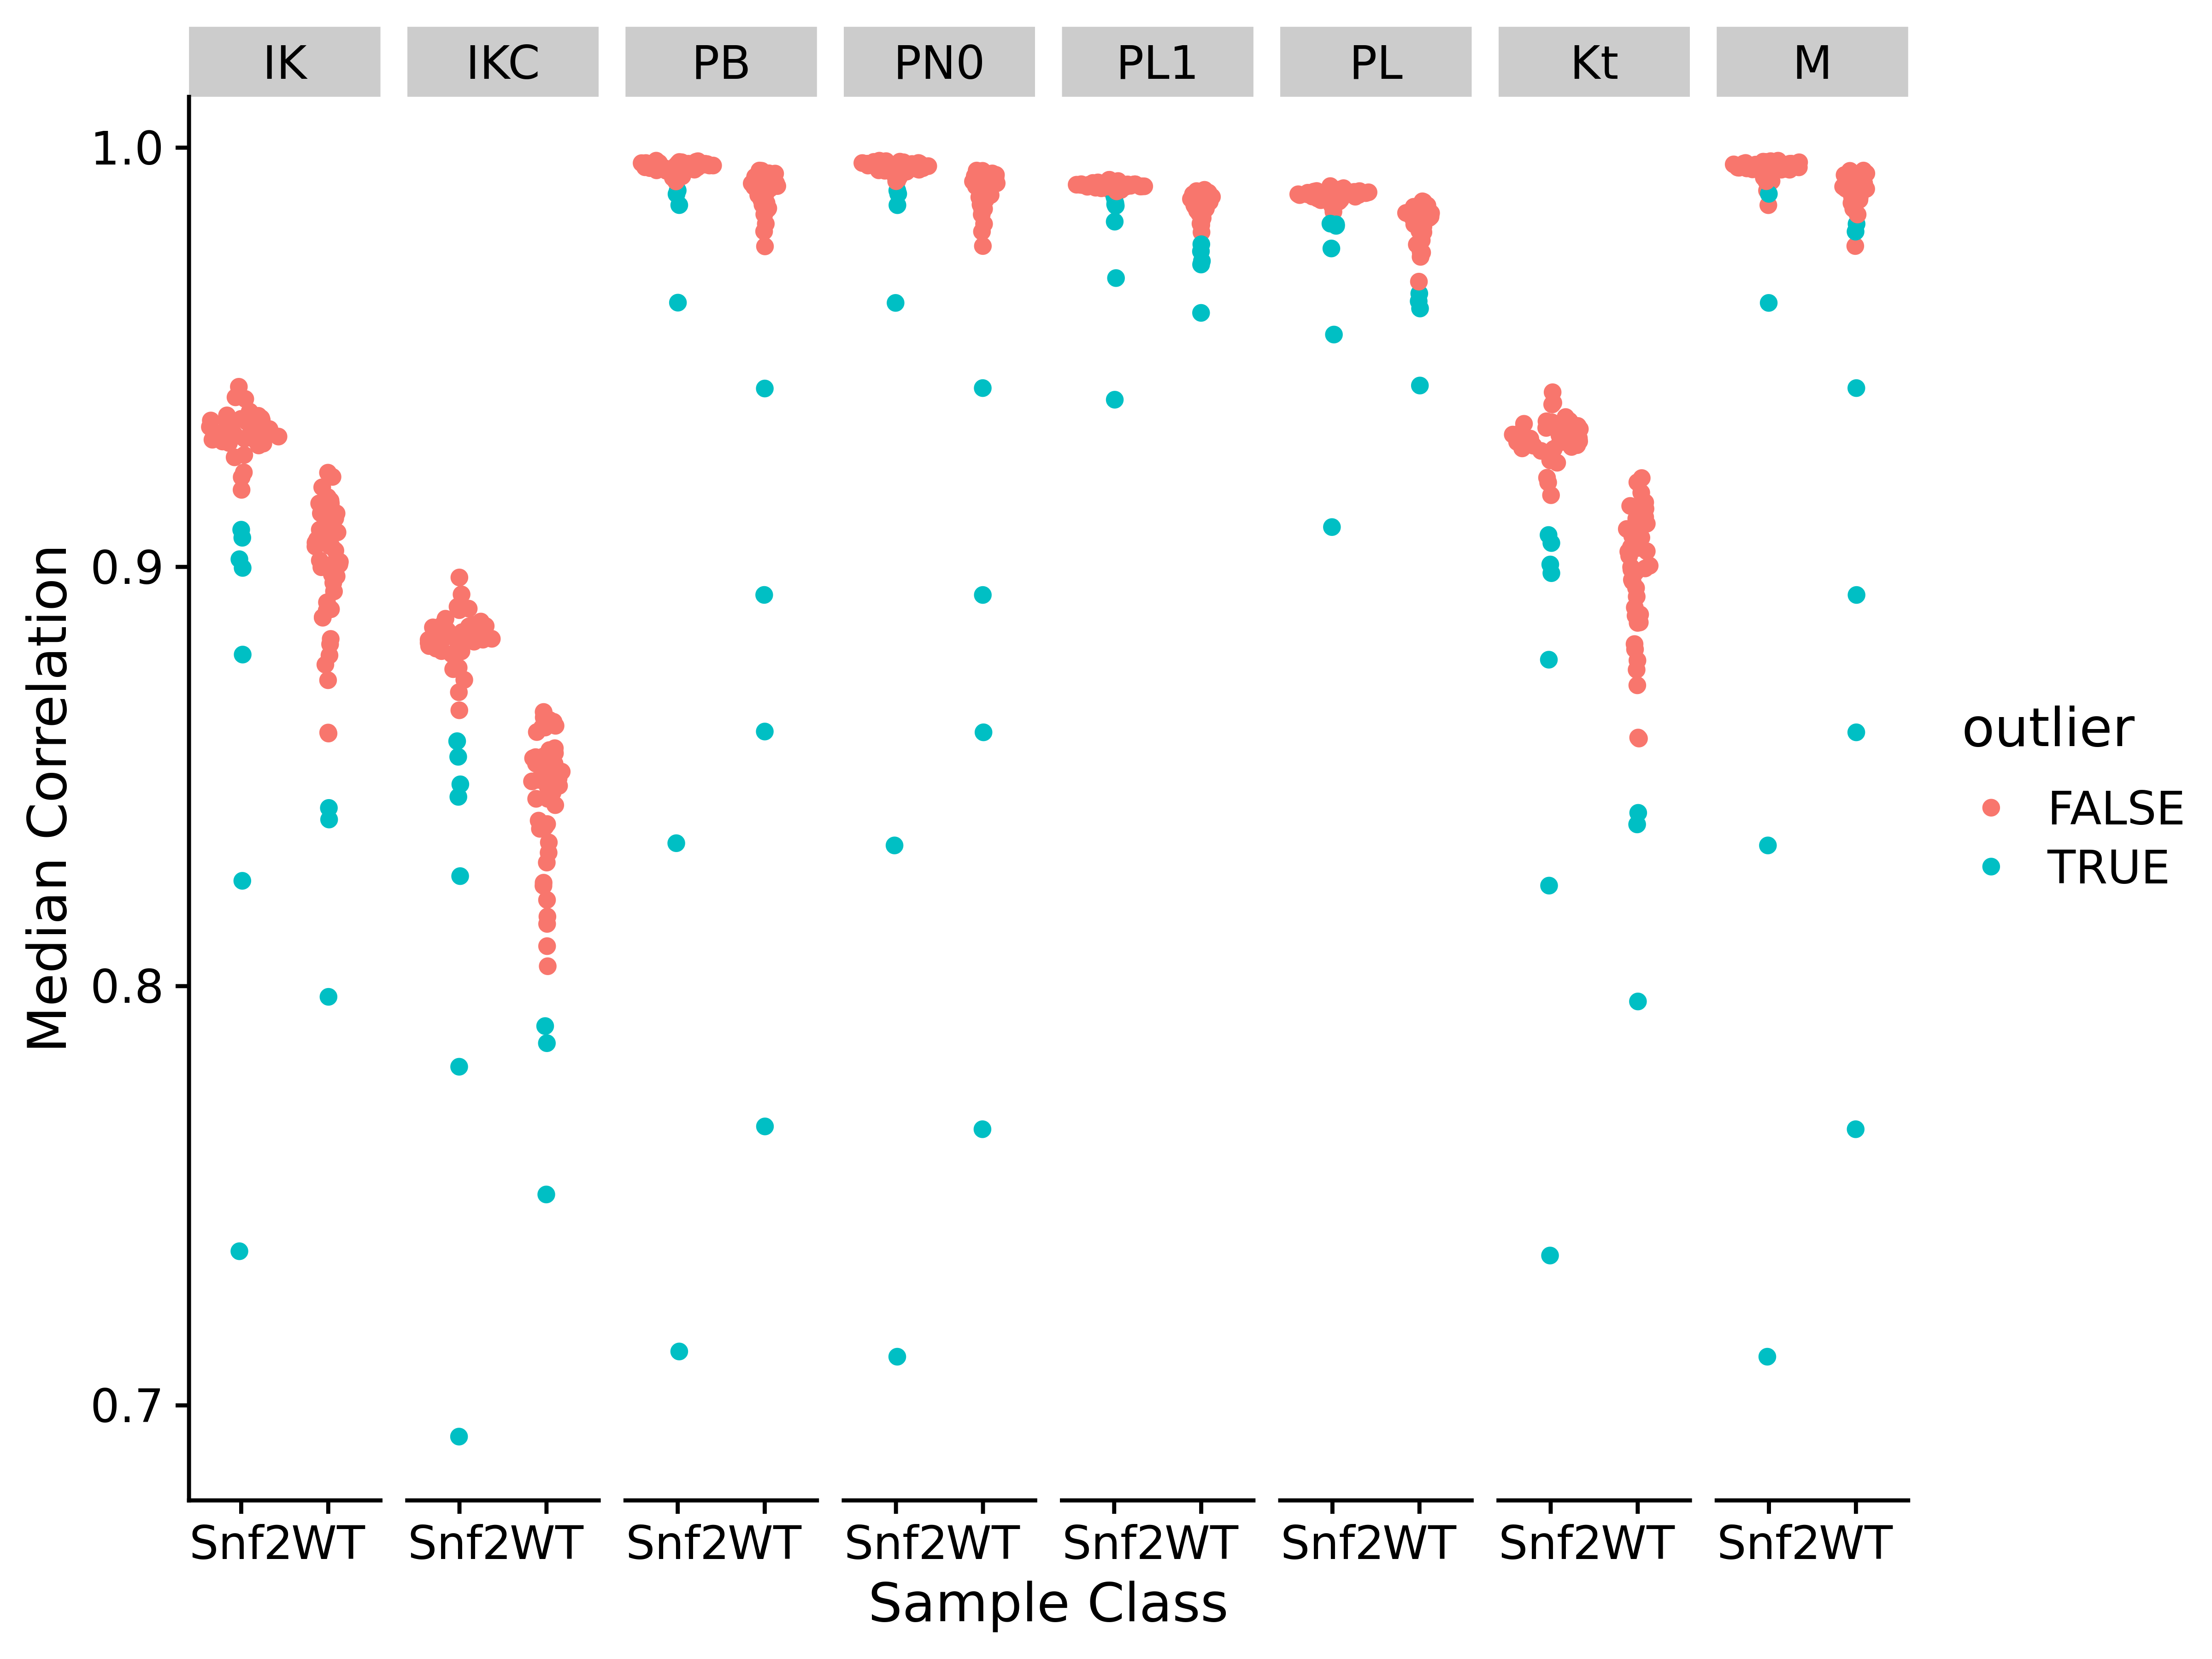 IK IKC PB PN0 PL1 PL Kt M
1.0
0.9
0.8
0.7
Median Correlation
outlier
FALSE
TRUE
Snf2WT Snf2WT Snf2WT Snf2WT Snf2WT Snf2WT Snf2WT Snf2WT
Sample Class